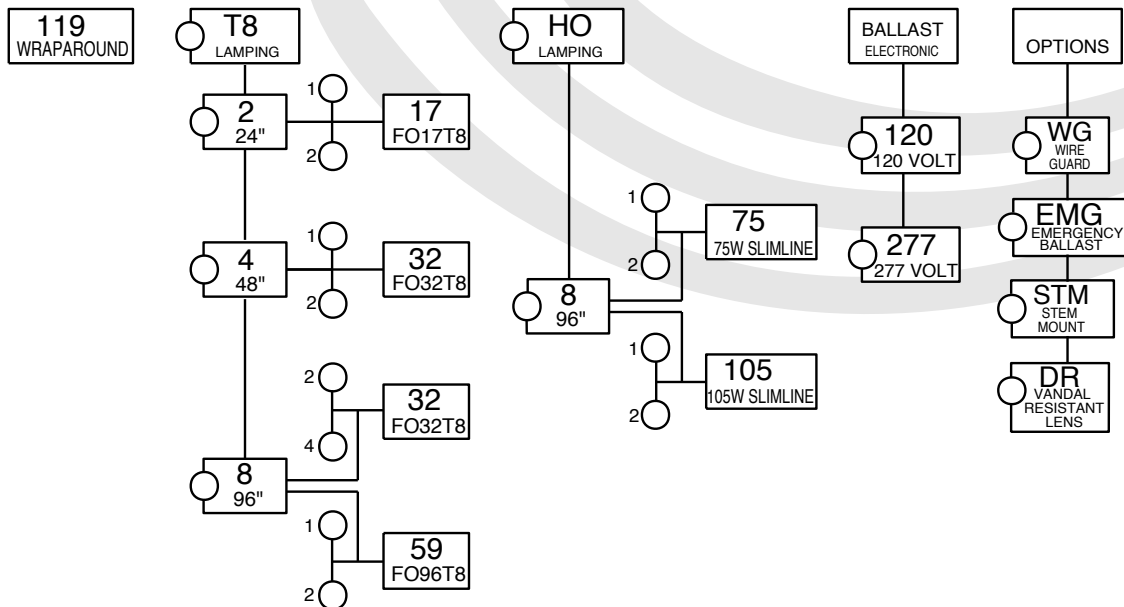 119
WRAPAROUND
T8
LAMPING
2
24"
1
2
17
FO17T8
4
48"
1
2
32
FO32T8
8
96"
2
4
32
FO32T8
1
2
59
FO96T8
HO
LAMPING
8
96"
1
2
75
75W SLIMLINE
1
2
105
105W SLIMLINE
BALLAST
ELECTRONIC
120
120 VOLT
277
277 VOLT
OPTIONS
WG
WIRE
GUARD
EMG
EMERGENCY
BALLAST
STM
STEM
MOUNT
DR
VANDAL
RESISTANT
LENS